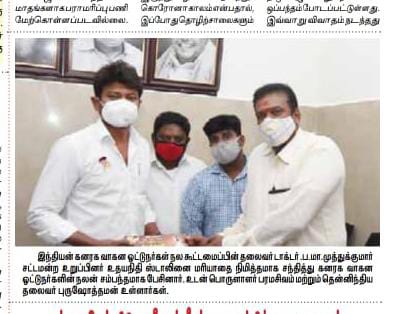 மாதங்களாக பராமரிப்பு பணி
மேற்கொள்ளப்படவில்லை.
கொரோனா காலம் என்பதால்,
இப்போது தொழிற்சாலைகளும்
ஒப்பந்தம் போடப்பட்டுள்ளது.
இவ்வாறு விவாதம் நடந்தது
இந்தியன் கனரக வாகன ஓட்டுநர்கள் நல கூட்டமைப்பின் தலைவர் டாக்டர்.ப.மா.முத்துக்குமார்
சட்டமன்ற உறுப்பினர் உதயநிதி ஸ்டாலினை மரியாதை நிமித்தமாக சந்தித்து கனரக வாகன
ஓட்டுநர்களின் நலன் சம்பந்தமாக பேசினார். உடன் பொருளாளர் பரமசிவம் மற்றும் தென்னிந்திய
தலைவர் புருஷோத்தமன் உள்ளார்கள்.